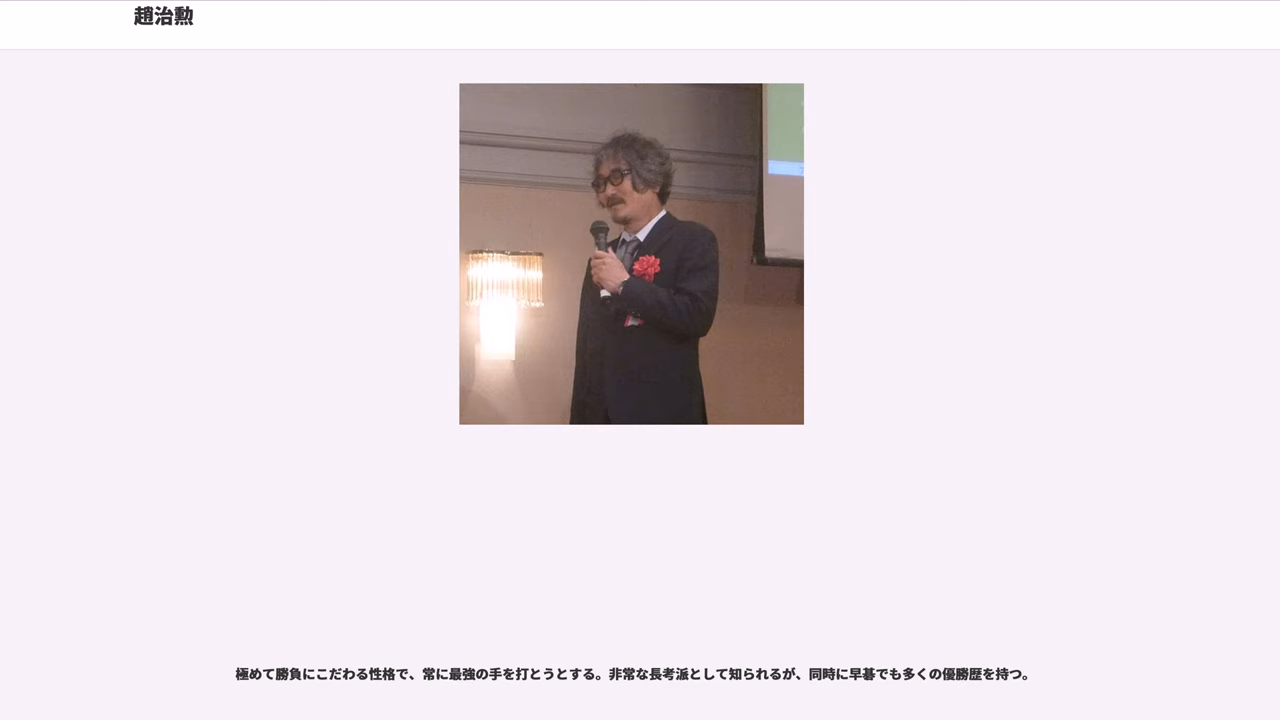 趙治勲
極めて勝負にこだわる性格で、常に最強の手を打とうとする。非常な長考派として知られるが、同時に早碁でも多くの優勝歴を持つ。